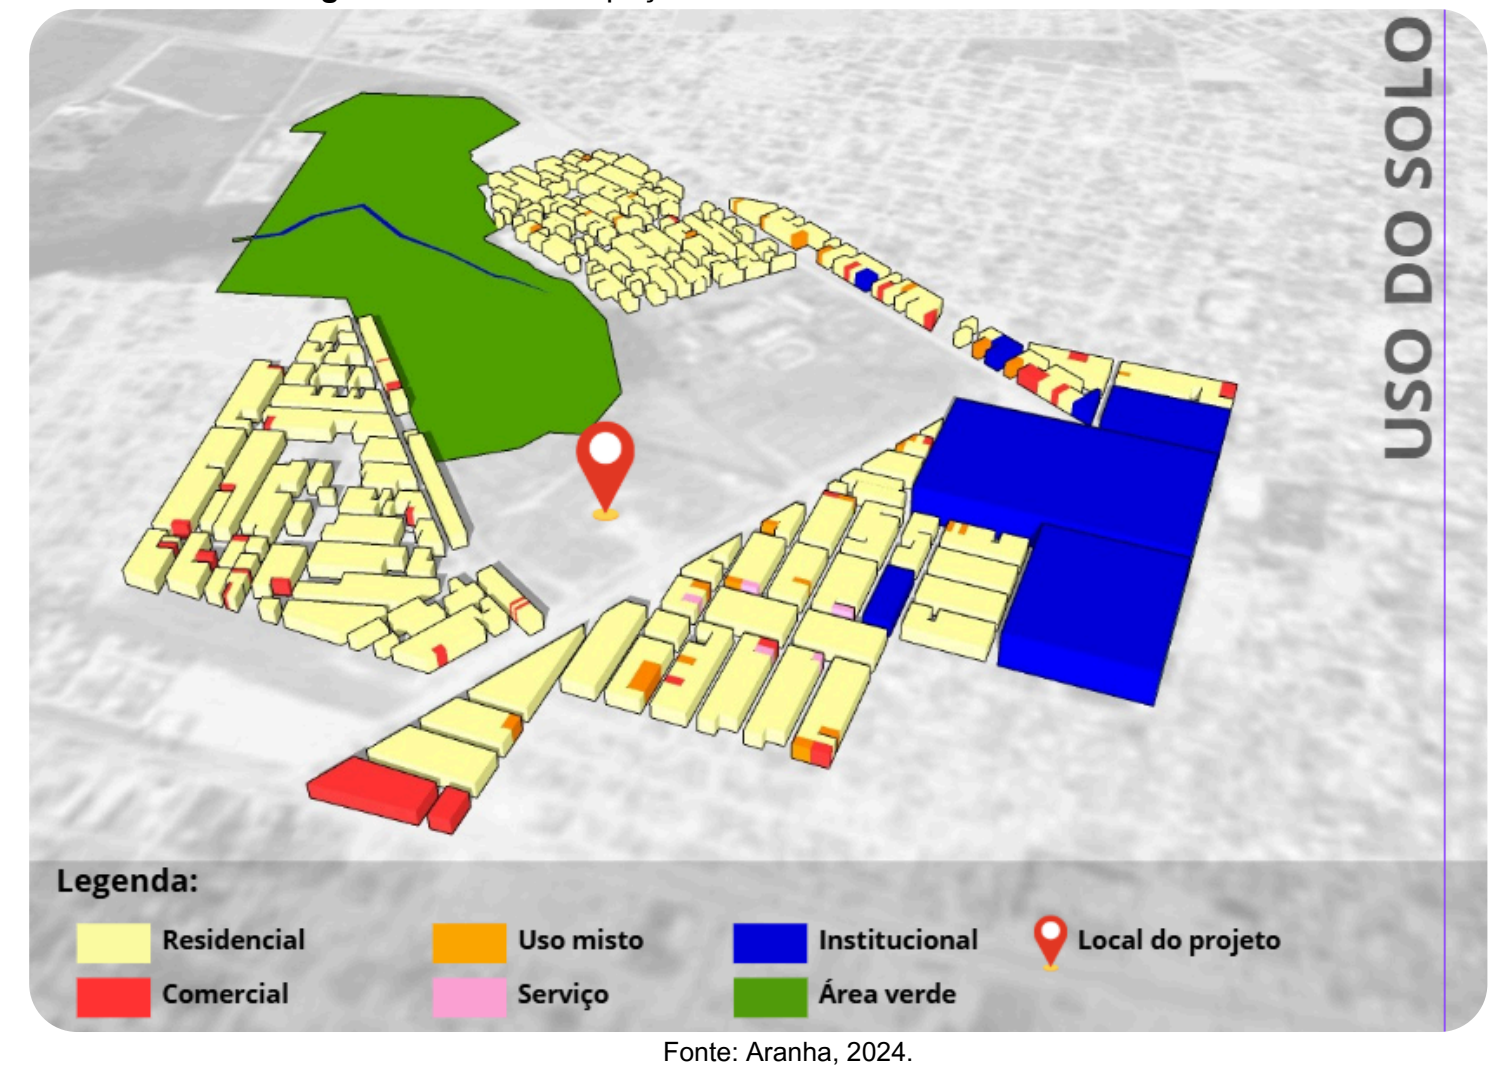 USO DO SOLO
Legenda:
Residencial
Uso misto
Institucional
Local do projeto
Comercial
Serviço
Área verde
Fonte: Aranha, 2024.